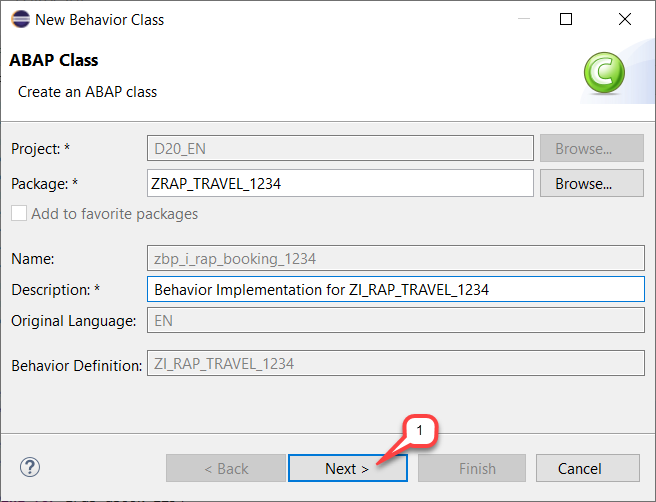 New Behavior Class
ABAP Class
Create an ABAP class
C
Project: * D20_EN Browse...
Package: * ZRAP_TRAVEL_1234 Browse...
Add to favorite packages
Name: zbp_i_rap_booking_1234
Description: * Behavior Implementation for ZI_RAP_TRAVEL_1234
Original Language: EN
Behavior Definition: ZI_RAP_TRAVEL_1234
1
? < Back Next > Finish Cancel